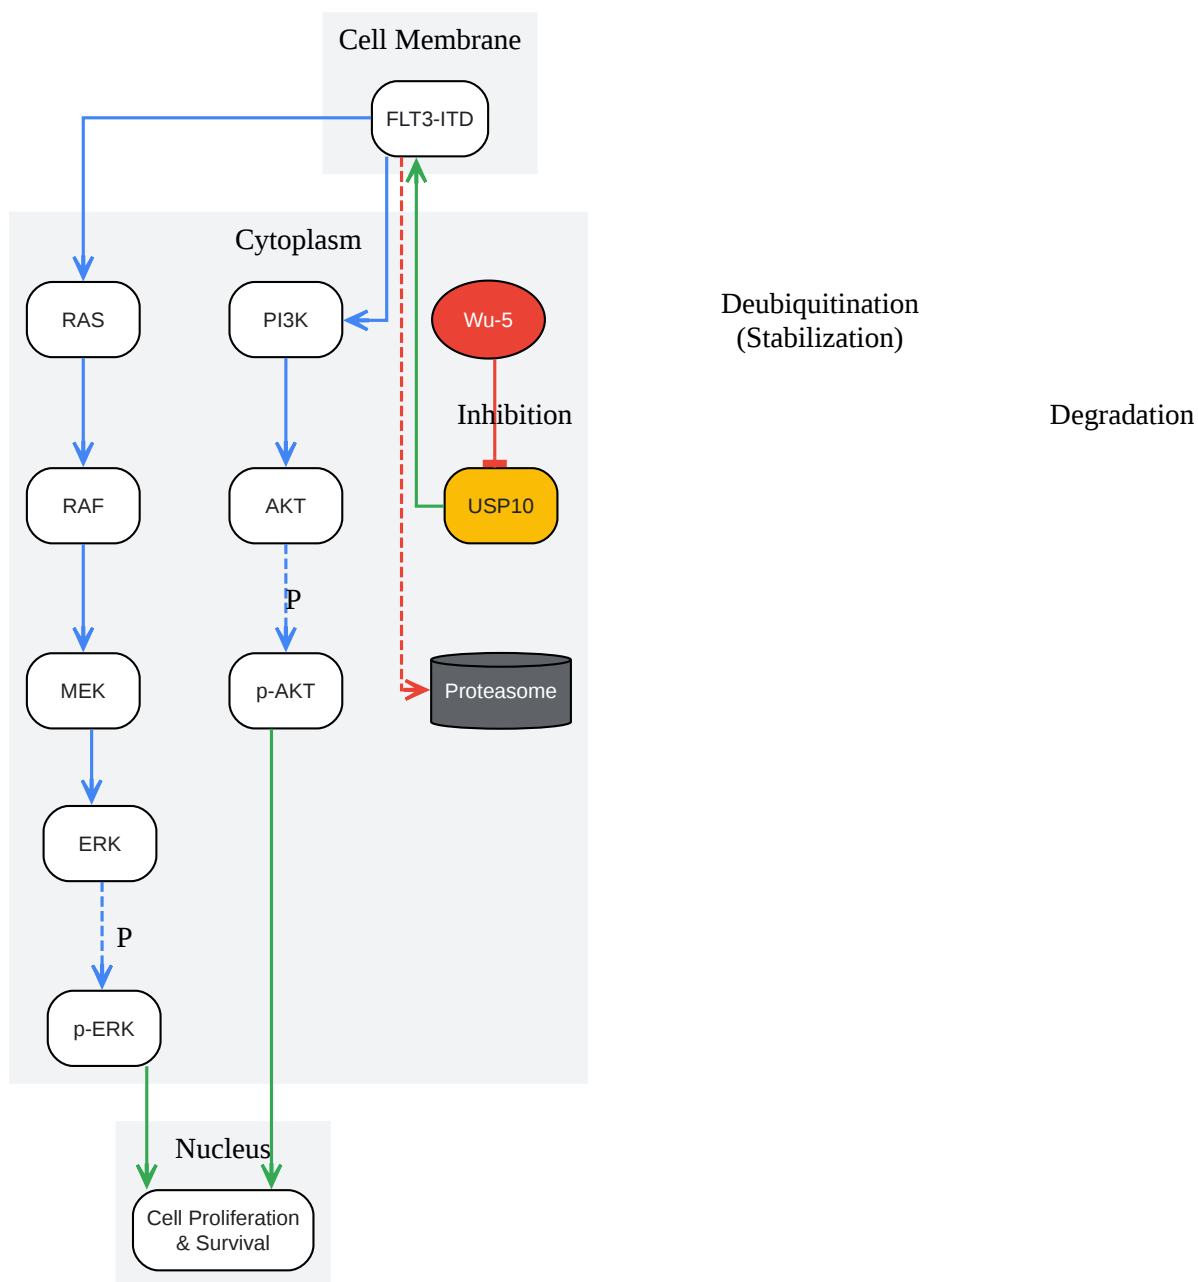 Cell Membrane
FLT3-ITD
Cytoplasm
RAS
PI3K
Wu-5
Deubiquitination
(Stabilization)
Inhibition
Degradation
RAF
AKT
USP10
P
MEK
p-AKT
Proteasome
ERK
P
p-ERK
Nucleus
Cell Proliferation
& Survival